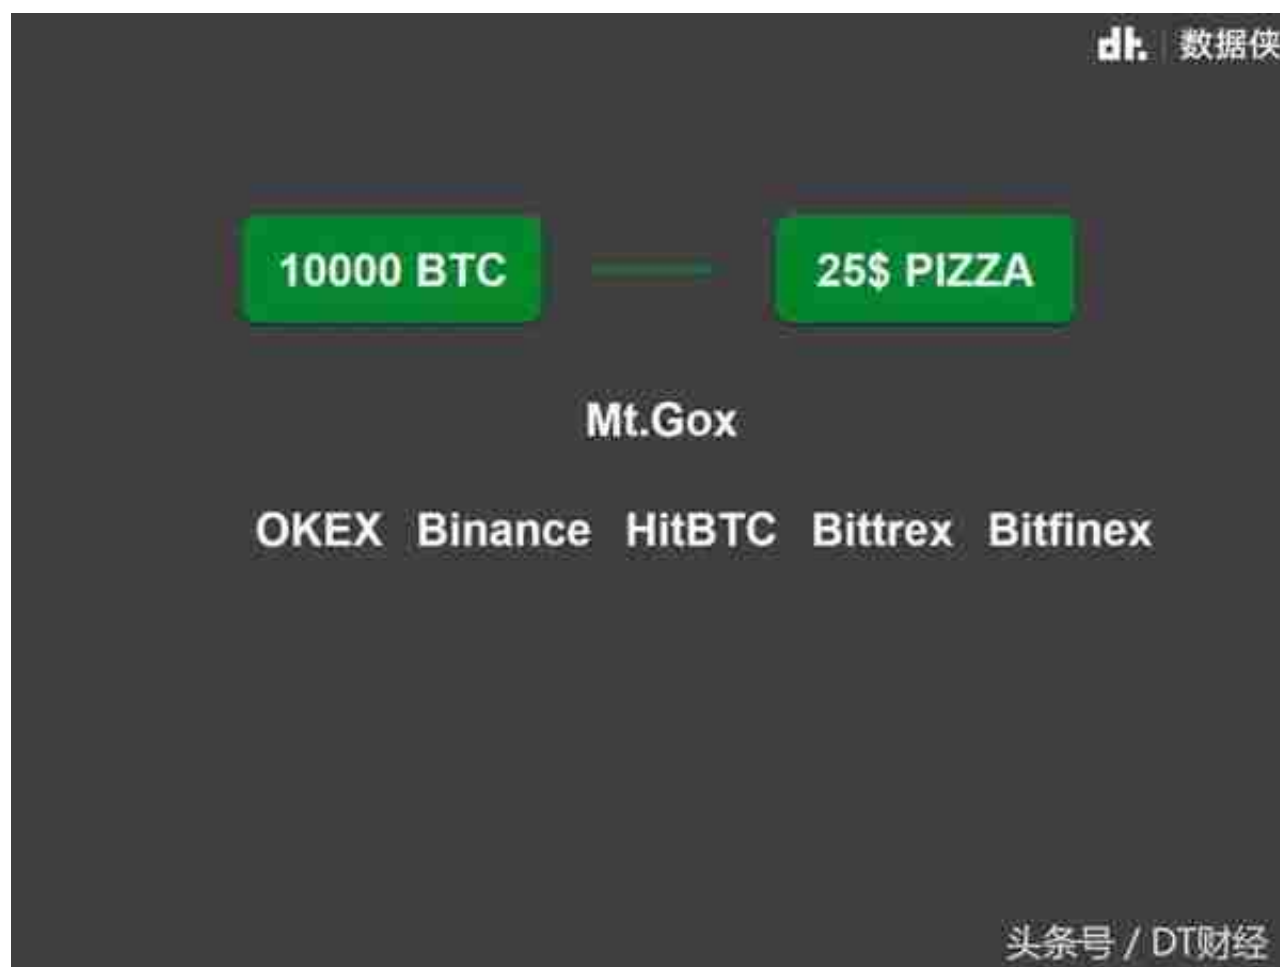 dt. 数据侠
10000 BTC 25$ PIZZA
Mt.Gox
OKEX Binance HitBTC Bittrex Bitfinex
头条号 / DT财经